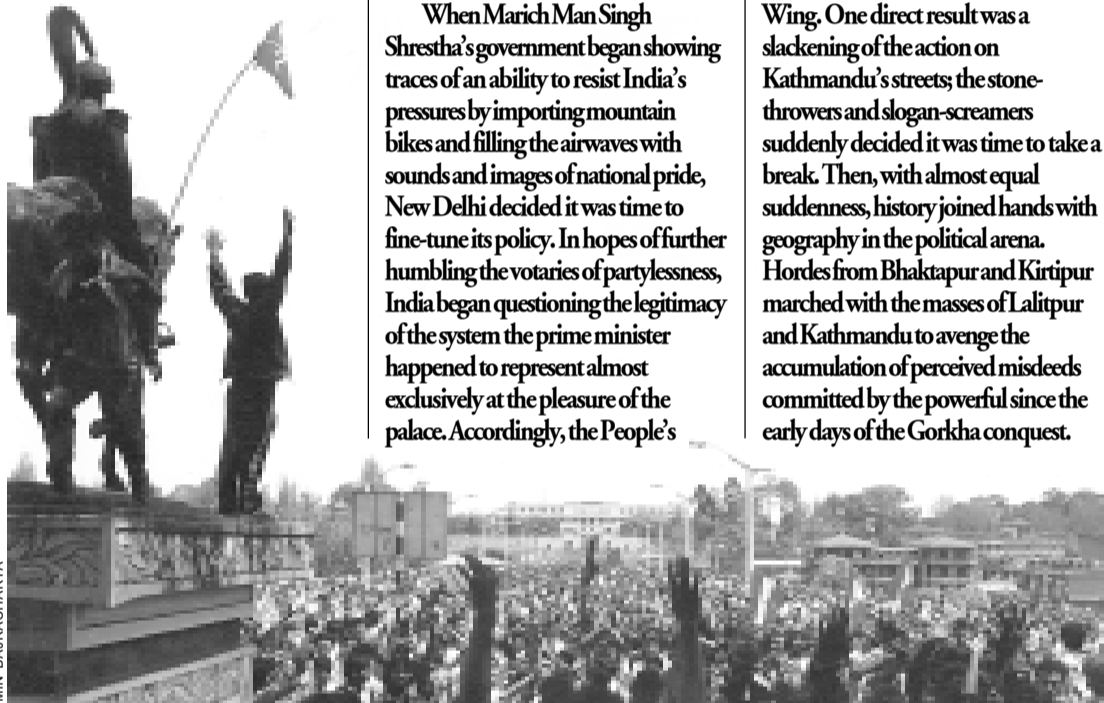 When Marich Man Singh
Shrestha's government began showing
traces of an ability to resist India's
pressures by importing mountain
bikes and filling the airwaves with
sounds and images of national pride,
New Delhi decided it was time to
fine-tune its policy. In hopes of further
humbling the votaries of partylessness,
India began questioning the legitimacy
of the system the prime minister
happened to represent almost
exclusively at the pleasure of the
palace. Accordingly, the People's
Wing. One direct result was a
slackening of the action on
Kathmandu's streets; the stone-
throwers and slogan-screamers
suddenly decided it was time to take a
break. Then, with almost equal
suddenness, history joined hands with
geography in the political arena.
Hordes from Bhaktapur and Kirtipur
marched with the masses of Lalitpur
and Kathmandu to avenge the
accumulation of perceived misdeeds
committed by the powerful since the
early days of the Gorkha conquest.